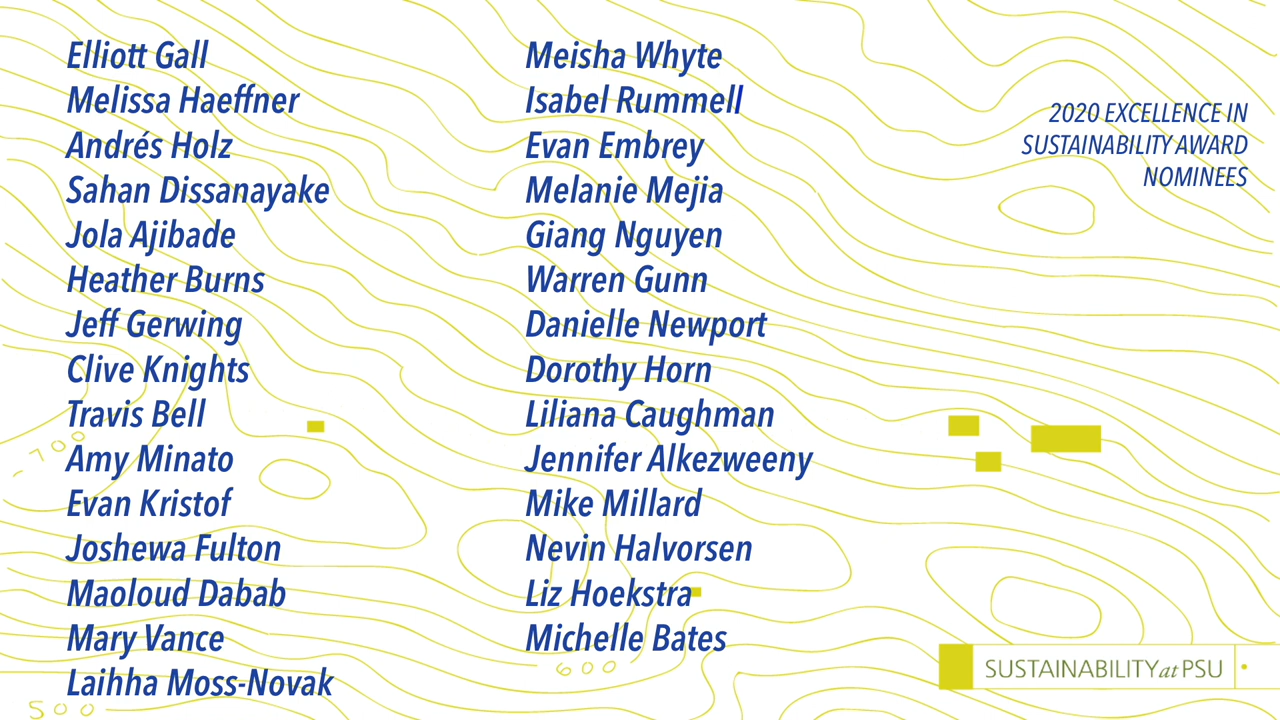 Elliott Gall
Melissa Haeffner
Andrés Holz
Sahan Dissanayake
Jola Ajibade
Heather Burns
Jeff Gerwing
Clive Knights
Travis Bell
Amy Minato
Evan Kristof
Joshewa Fulton
Maoloud Dabab
Mary Vance
Laihha Moss-Novak
Meisha Whyte
Isabel Rummell
Evan Embrey
Melanie Mejia
Giang Nguyen
Warren Gunn
Danielle Newport
Dorothy Horn
Liliana Caughman
Jennifer Alkezweeny
Mike Millard
Nevin Halvorsen
Liz Hoekstra
Michelle Bates
2020 EXCELLENCE IN
SUSTAINABILITY AWARD
NOMINEES
700
600
500
SUSTAINABILITY at PSU